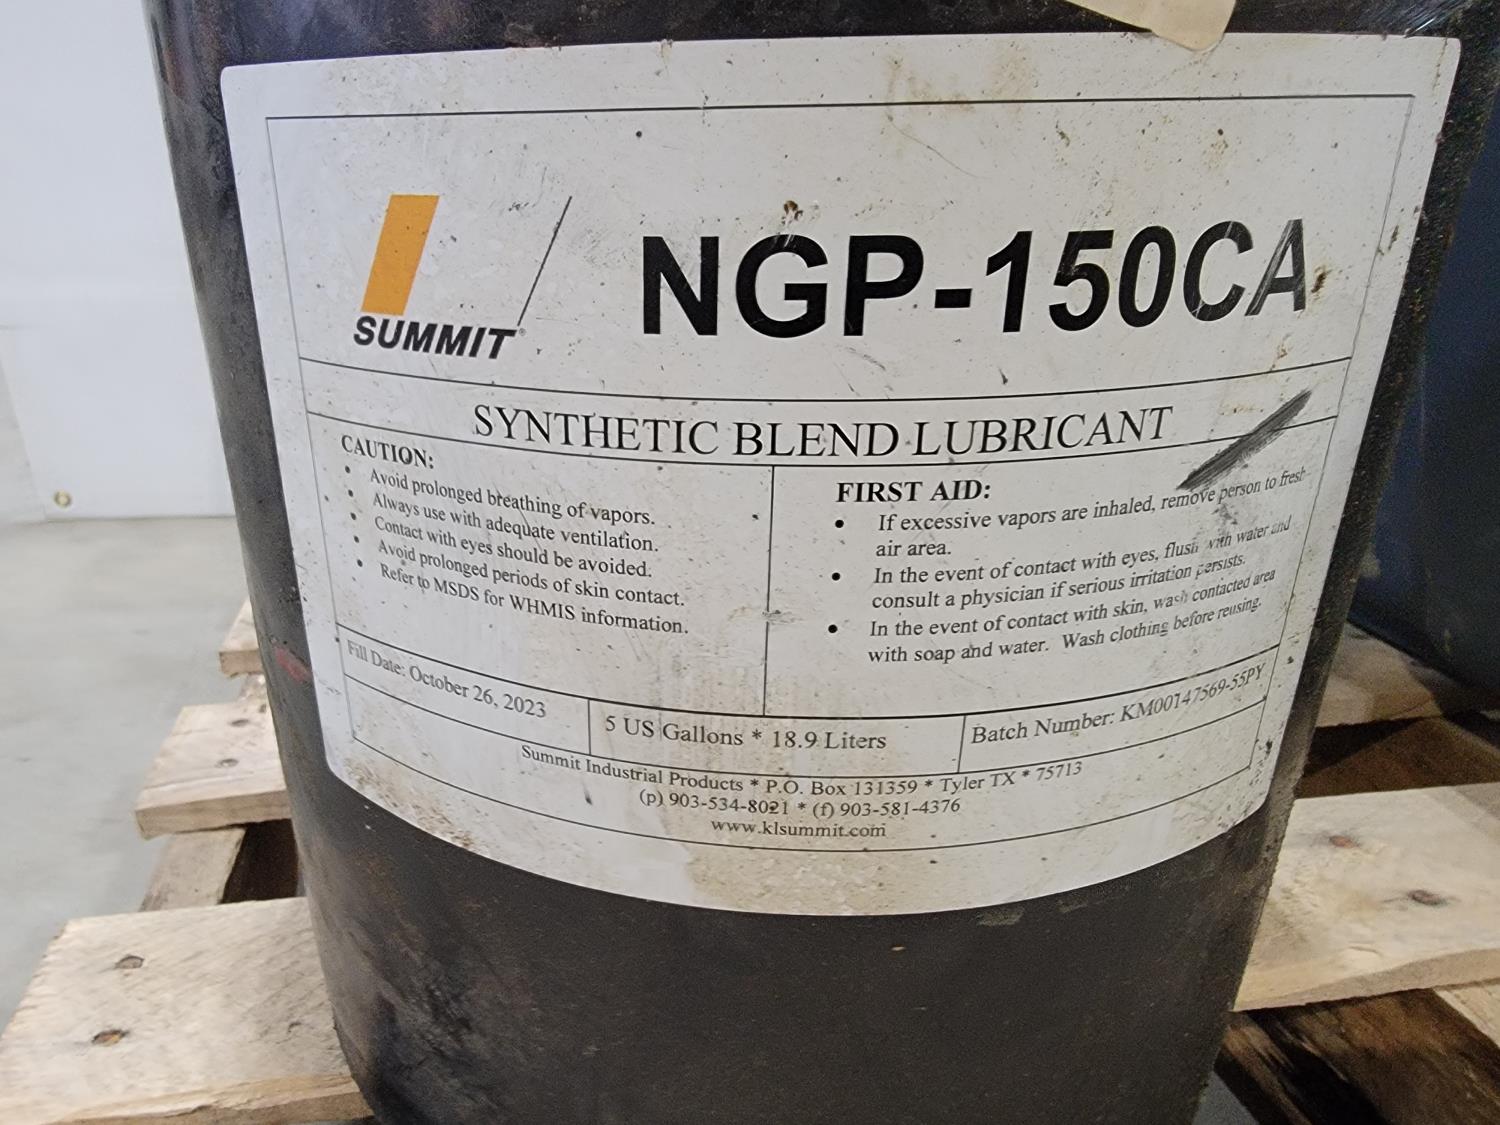 SUMMIT®
NGP-150CA
SYNTHETIC BLEND LUBRICANT
CAUTION:
• Avoid prolonged breathing of vapors.
• Always use with adequate ventilation.
• Contact with eyes should be avoided.
• Avoid prolonged periods of skin contact.
• Refer to MSDS for WHMIS information.
FIRST AID:
• If excessive vapors are inhaled, remove person to fresh
air area.
• In the event of contact with eyes, flush with water and
consult a physician if serious irritation persists.
• In the event of contact with skin, wash contacted area
with soap and water. Wash clothing before reusing.
Fill Date: October 26, 2023
5 US Gallons * 18.9 Liters
Batch Number: KM00147569-55PY
Summit Industrial Products * P.O. Box 131359 * Tyler TX * 75713
(p) 903-534-8021 * (f) 903-581-4376
www.klsummit.com